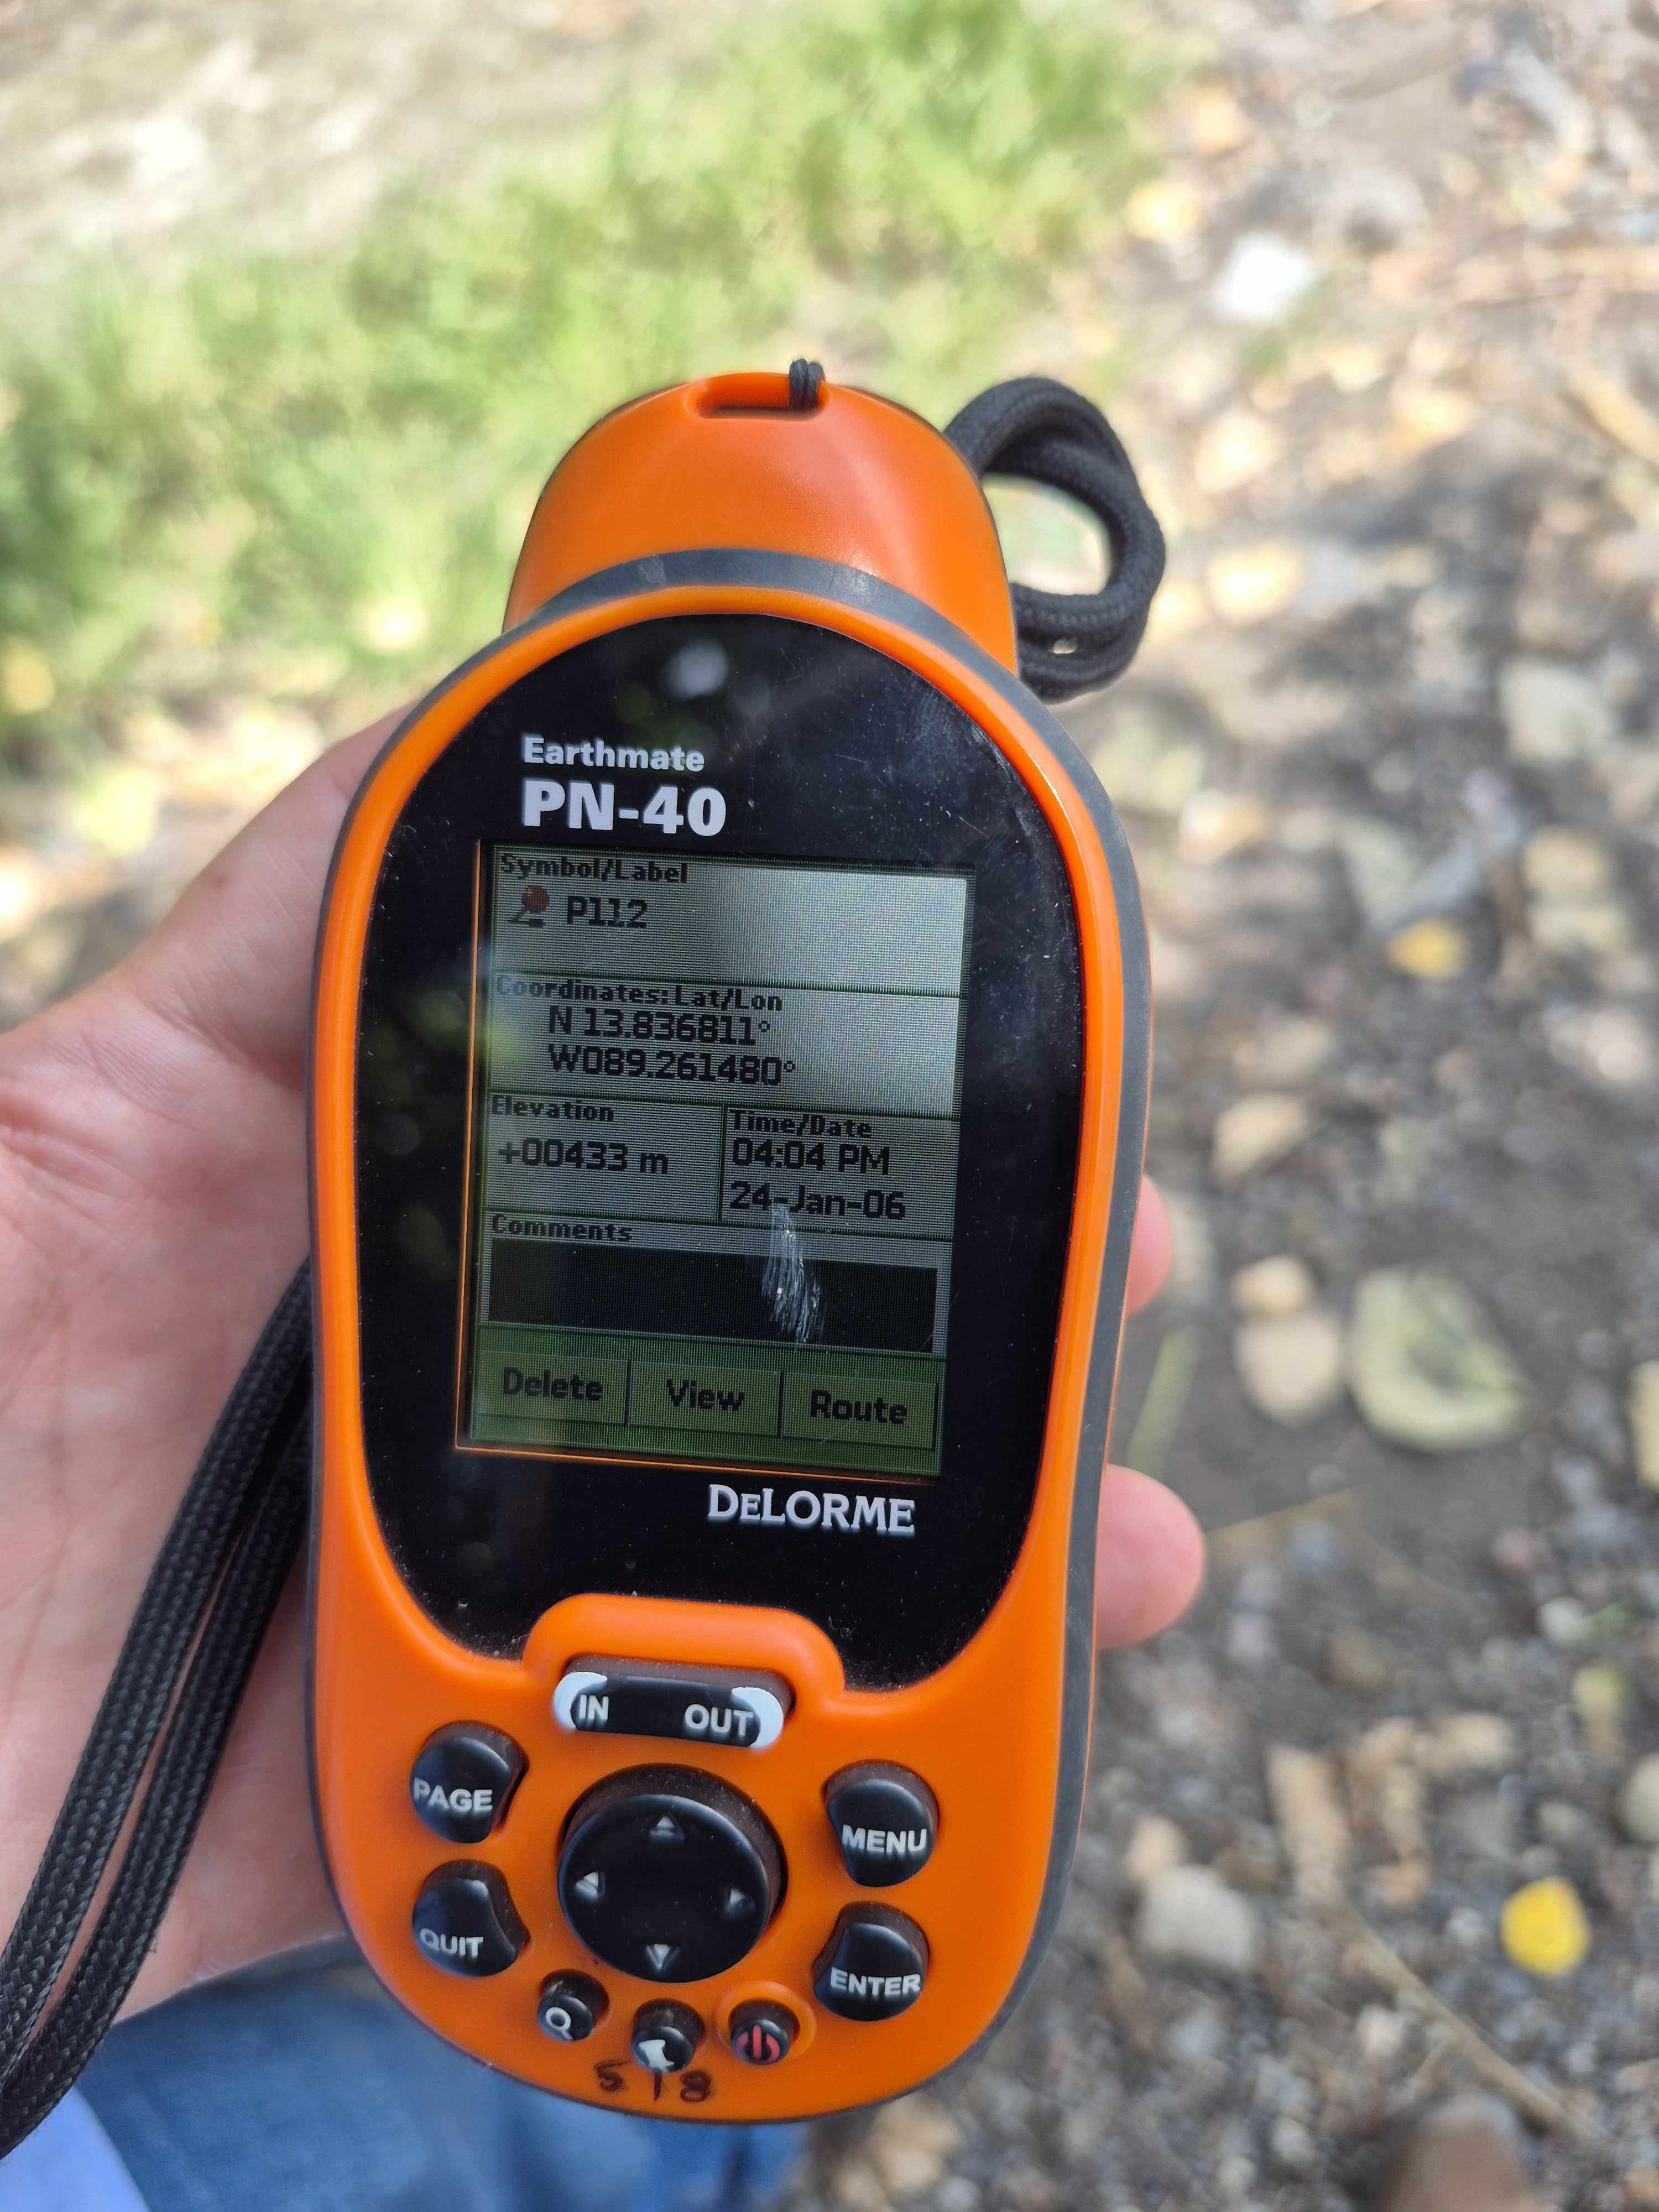 Earthmate
PN-40
Symbol/Label
P112
Coordinates: Lat/Lon
N 13.836811°
W089.261480°
Elevation
+00433 m
Time/Date
04:04 PM
24-Jan-06
Comments
Delete View Route
DELORME
IN OUT
PAGE
MENU
QUIT
ENTER
518